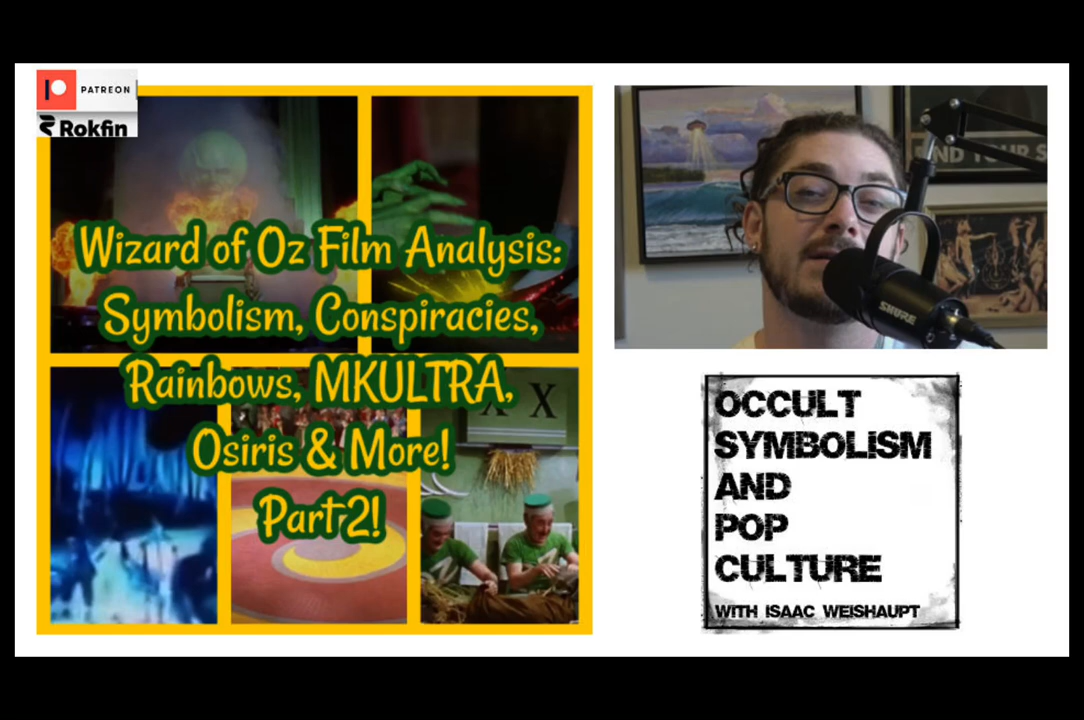 PATREON
Rokfin
Wizard of Oz Film Analysis:
Symbolism, Conspiracies,
Rainbows, MKULTRA,
Osiris & More!
Part 2!
X X
SHURE
OCCULT
SYMBOLISM
AND
POP
CULTURE
WITH ISAAC WEISHAUPT